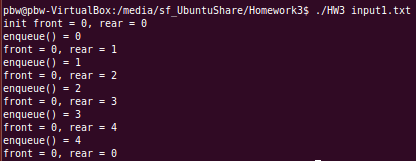 pbw@pbw-VirtualBox:/media/sf_UbuntuShare/Homework3$ ./HW3 input1.txt
init front = 0, rear = 0
enqueue() = 0
front = 0, rear = 1
enqueue() = 1
front = 0, rear = 2
enqueue() = 2
front = 0, rear = 3
enqueue() = 3
front = 0, rear = 4
enqueue() = 4
front = 0, rear = 0